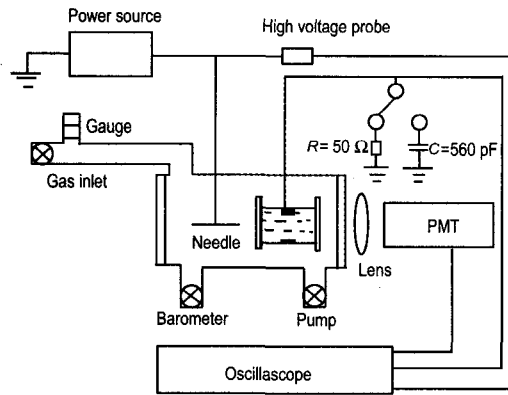 Power source
High voltage probe
Gauge
R=50 Ω
C=560 pF
Gas inlet
Needle
PMT
Lens
Barometer
Pump
Oscillascope